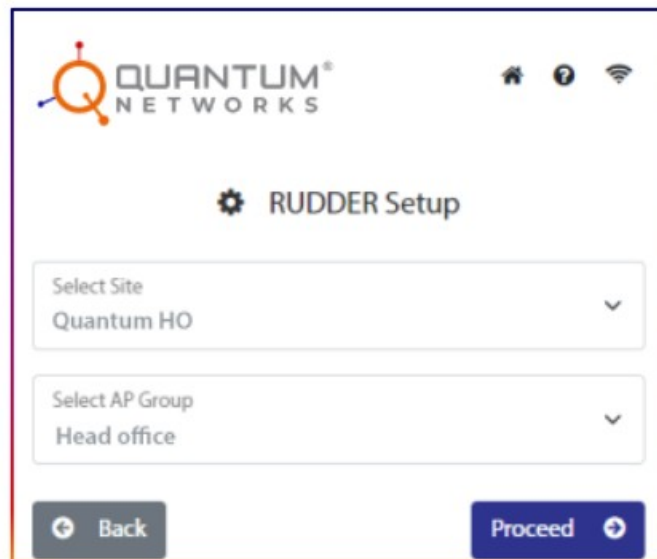 QUANTUM®
NETWORKS
RUDDER Setup
Select Site
Quantum HO
Select AP Group
Head office
Back
Proceed